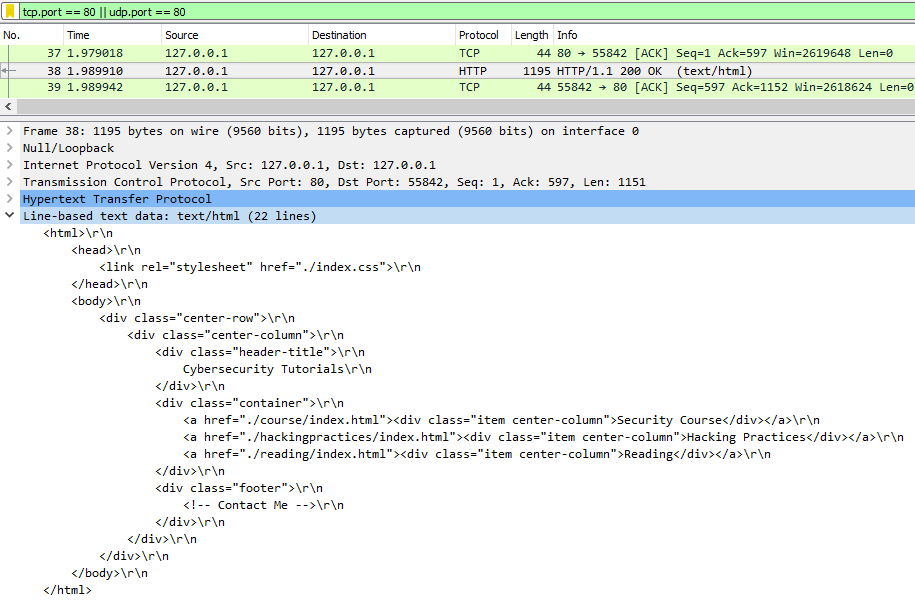 tcp.port == 80 || udp.port == 80
No. Time Source Destination Protocol Length Info
37 1.979018 127.0.0.1 127.0.0.1 TCP 44 80 → 55842 [ACK] Seq=1 Ack=597 Win=2619648 Len=0
38 1.989910 127.0.0.1 127.0.0.1 HTTP 1195 HTTP/1.1 200 OK (text/html)
39 1.989942 127.0.0.1 127.0.0.1 TCP 44 55842 → 80 [ACK] Seq=597 Ack=1152 Win=2618624 Len=0
Frame 38: 1195 bytes on wire (9560 bits), 1195 bytes captured (9560 bits) on interface 0
Null/Loopback
Internet Protocol Version 4, Src: 127.0.0.1, Dst: 127.0.0.1
Transmission Control Protocol, Src Port: 80, Dst Port: 55842, Seq: 1, Ack: 597, Len: 1151
Hypertext Transfer Protocol
Line-based text data: text/html (22 lines)
<html>\r\n
<head>\r\n
<link rel="stylesheet" href="./index.css">\r\n
</head>\r\n
<body>\r\n
<div class="center-row">\r\n
<div class="center-column">\r\n
<div class="header-title">\r\n
Cybersecurity Tutorials\r\n
</div>\r\n
<div class="container">\r\n
<a href="./course/index.html"><div class="item center-column">Security Course</div></a>\r\n
<a href="./hackingpractices/index.html"><div class="item center-column">Hacking Practices</div></a>\r\n
<a href="./reading/index.html"><div class="item center-column">Reading</div></a>\r\n
</div>\r\n
<div class="footer">\r\n
<!-- Contact Me -->\r\n
</div>\r\n
</div>\r\n
</div>\r\n
</body>\r\n
</html>